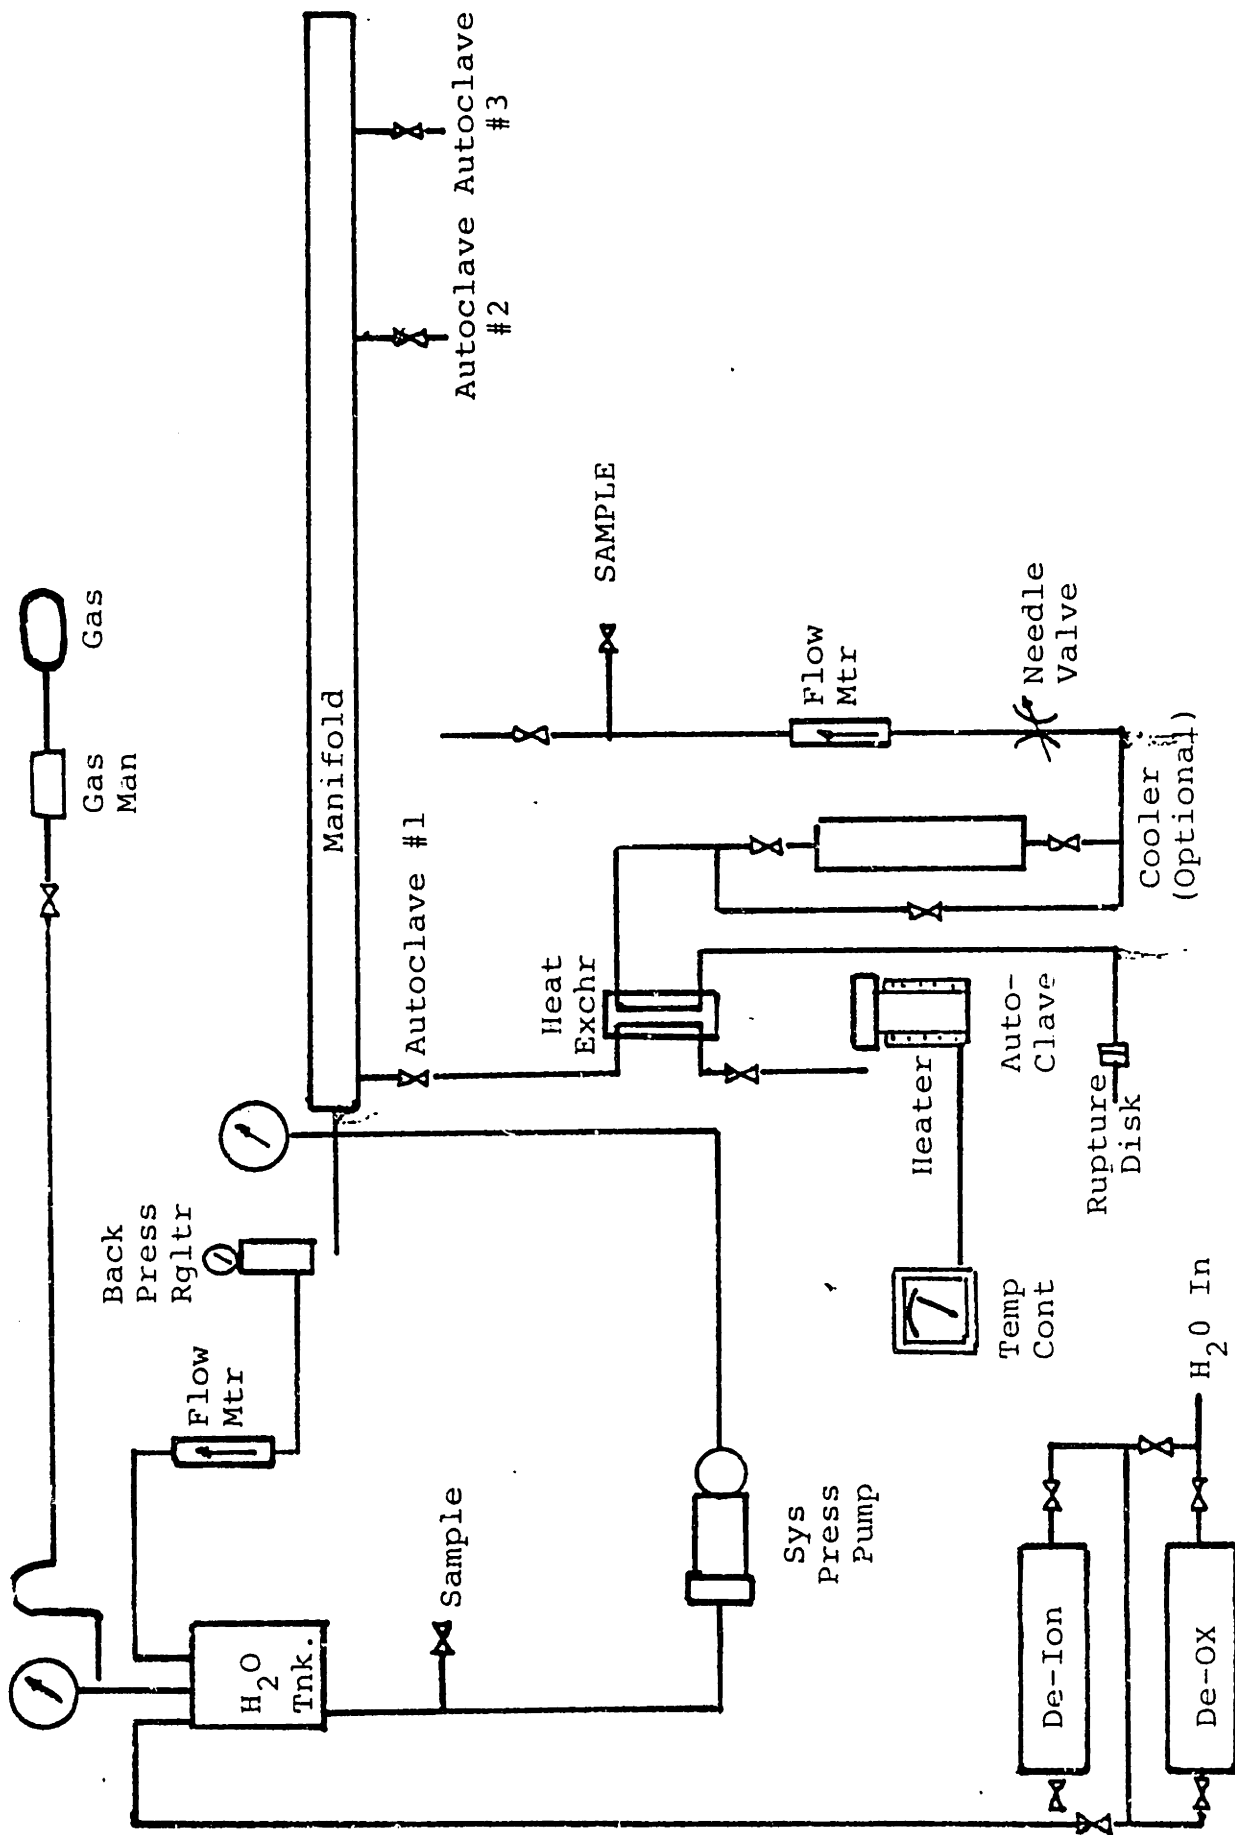 Gas
Gas
Man
Back
Press
Rgltr
Flow
Mtr
H₂O
Tnk.
Sample
Sys
Press
Pump
Manifold
Autoclave
#3
Autoclave
#2
Autoclave #1
SAMPLE
Heat
Exchr
Flow
Mtr
Needle
Valve
Cooler
(Optional)
Heater
Auto-
Clave
Rupture
Disk
Temp
Cont
De-Ion
De-OX
H₂O In